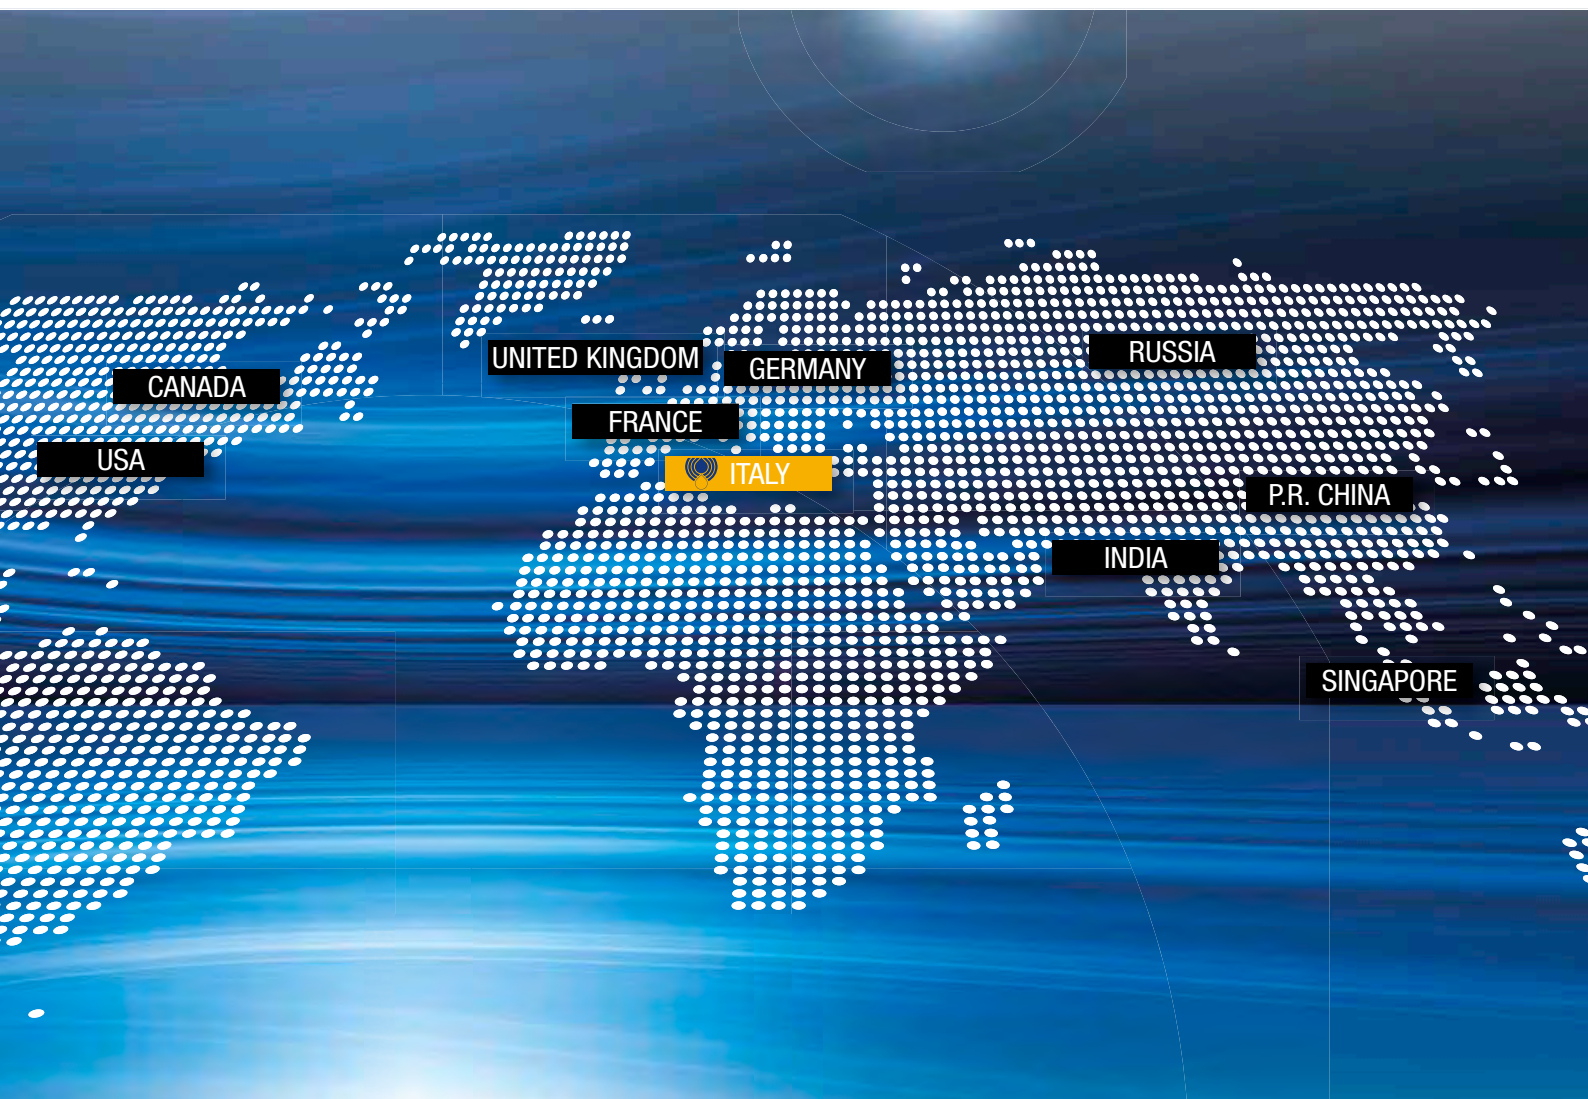 UNITED KINGDOM
GERMANY
RUSSIA
CANADA
FRANCE
USA
ITALY
P.R. CHINA
INDIA
SINGAPORE